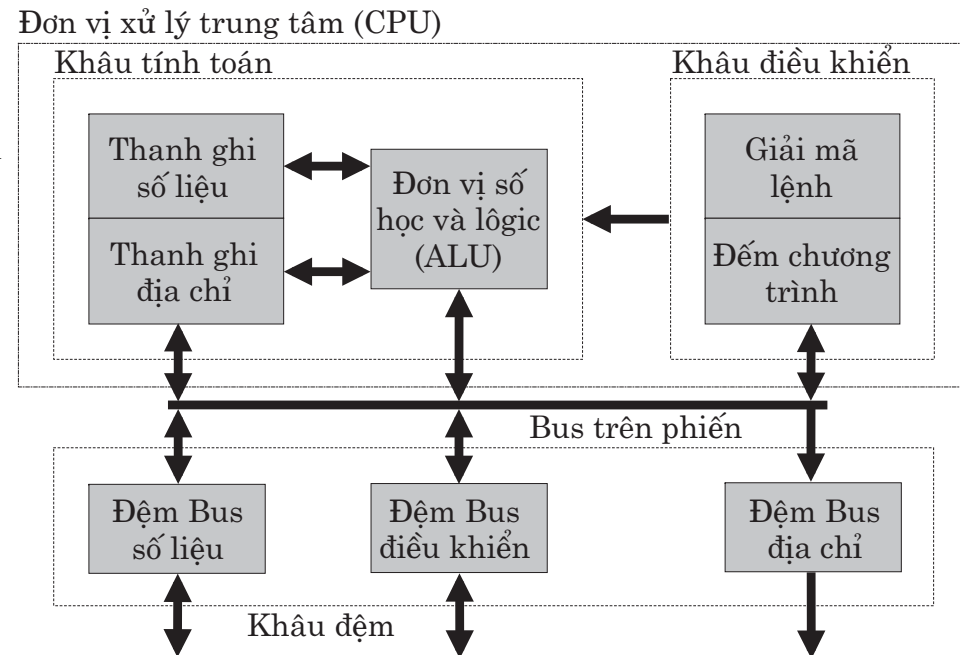 Đơn vị xử lý trung tâm (CPU)
Khâu tính toán
Khâu điều khiển
Thanh ghi
số liệu
Thanh ghi
địa chỉ
Đơn vị số
học và lôgic
(ALU)
Giải mã
lệnh
Đếm chương
trình
Bus trên phiến
Đệm Bus
số liệu
Đệm Bus
điều khiển
Đệm Bus
địa chỉ
Khâu đệm